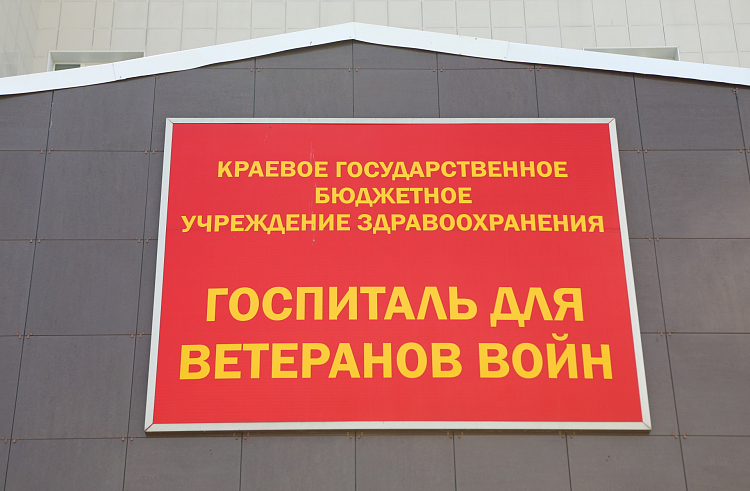 КРАЕВОЕ ГОСУДАРСТВЕННОЕ
БЮДЖЕТНОЕ
УЧРЕЖДЕНИЕ ЗДРАВООХРАНЕНИЯ
ГОСПИТАЛЬ ДЛЯ
ВЕТЕРАНОВ ВОЙН